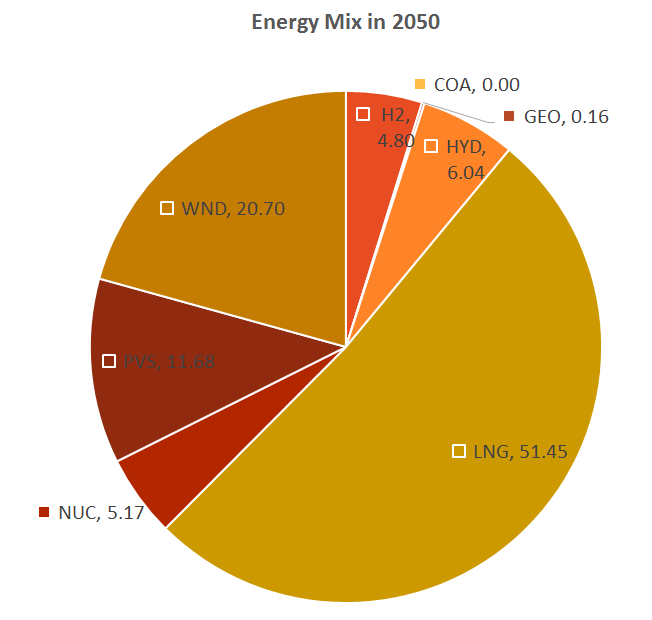 Energy Mix in 2050
COA, 0.00
H2,
4.80
GEO, 0.16
HYD,
6.04
WND, 20.70
PVS, 11.68
LNG, 51.45
NUC, 5.17